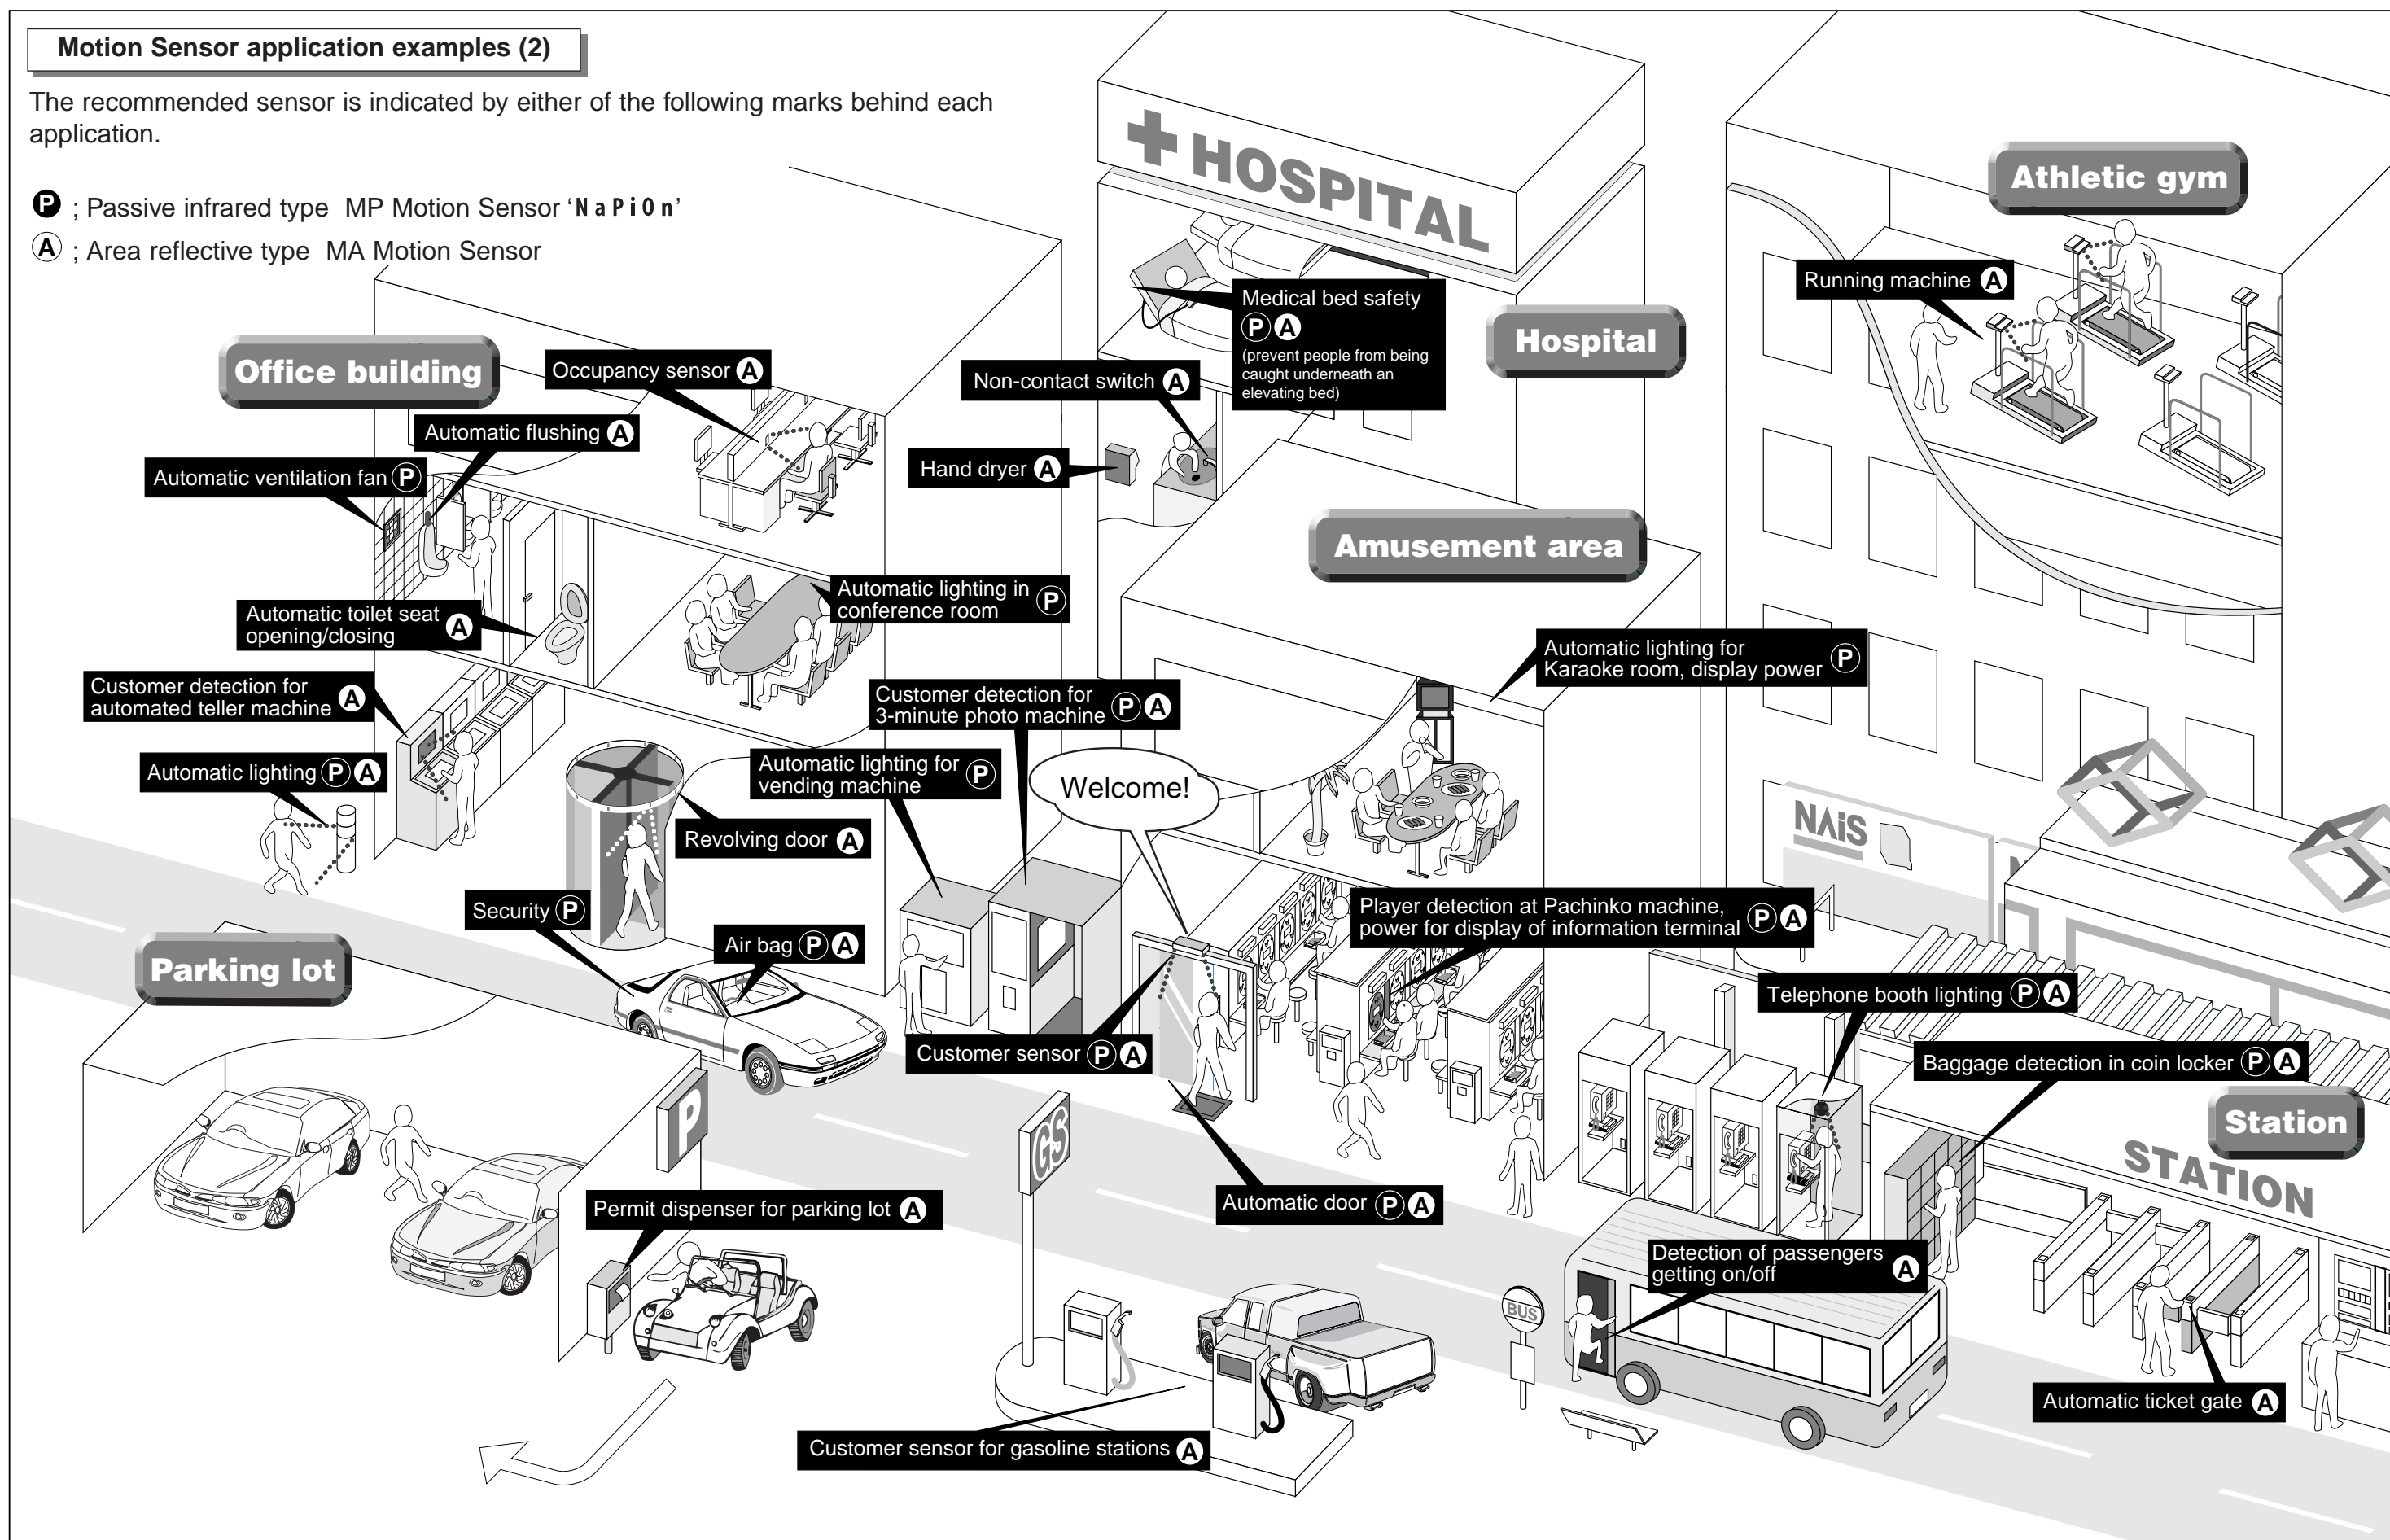 Motion Sensor application examples (2)
The recommended sensor is indicated by either of the following marks behind each
application.
P ; Passive infrared type MP Motion Sensor ‘NaPiOn’
A ; Area reflective type MA Motion Sensor
HOSPITAL
Athletic gym
Running machine A
Medical bed safety
P A
(prevent people from being
caught underneath an
elevating bed)
Hospital
Office building
Occupancy sensor A
Non-contact switch A
Automatic flushing A
Hand dryer A
Automatic ventilation fan P
Amusement area
Automatic lighting in
conference room P
Automatic toilet seat
opening/closing A
Automatic lighting for
Karaoke room, display power P
Customer detection for
automated teller machine A
Customer detection for
3-minute photo machine P A
Automatic lighting P A
Automatic lighting for
vending machine P
Welcome!
NAiS
N
Revolving door A
Security P
Player detection at Pachinko machine,
power for display of information terminal P A
Air bag P A
Parking lot
Telephone booth lighting P A
Customer sensor P A
Baggage detection in coin locker P A
Station
STATION
P
GS
Permit dispenser for parking lot A
Automatic door P A
Detection of passengers
getting on/off A
BUS
Automatic ticket gate A
Customer sensor for gasoline stations A